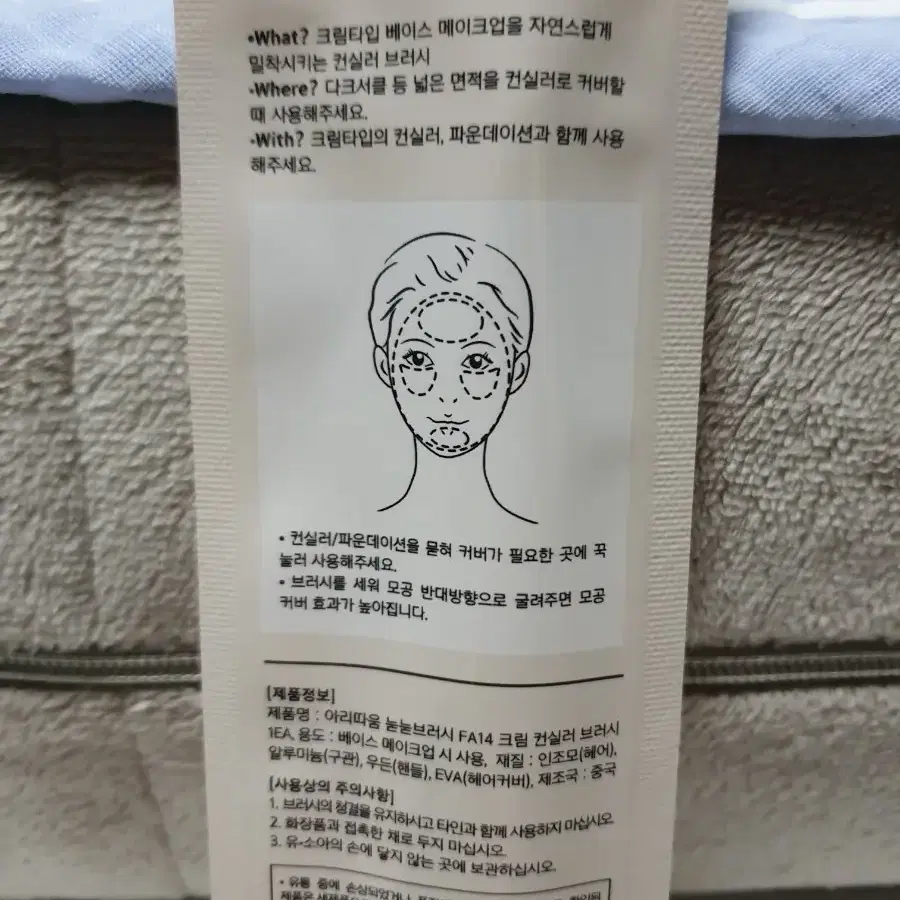 •What? 크림타입 베이스 메이크업을 자연스럽게
밀착시키는 컨실러 브러시
•Where? 다크서클 등 넓은 면적을 컨실러로 커버할
때 사용해주세요.
•With? 크림타입의 컨실러, 파운데이션과 함께 사용
해주세요.
• 컨실러/파운데이션을 묻혀 커버가 필요한 곳에 꾹
눌러 사용해주세요.
• 브러시를 세워 모공 반대방향으로 굴려주면 모공
커버 효과가 높아집니다.
[제품정보]
제품명 : 아리따움 눈눈브러시 FA14 크림 컨실러 브러시
1EA, 용도 : 베이스 메이크업 시 사용, 재질 : 인조모(헤어),
알루미늄(구관), 우든(핸들), EVA(헤어커버), 제조국 : 중국
[사용상의 주의사항]
1. 브러시의 청결을 유지하시고 타인과 함께 사용하지 마십시오.
2. 화장품과 접촉한 채로 두지 마십시오.
3. 유·소아의 손에 닿지 않는 곳에 보관하십시오.
• 유통 중에 손상되었거나
제품은